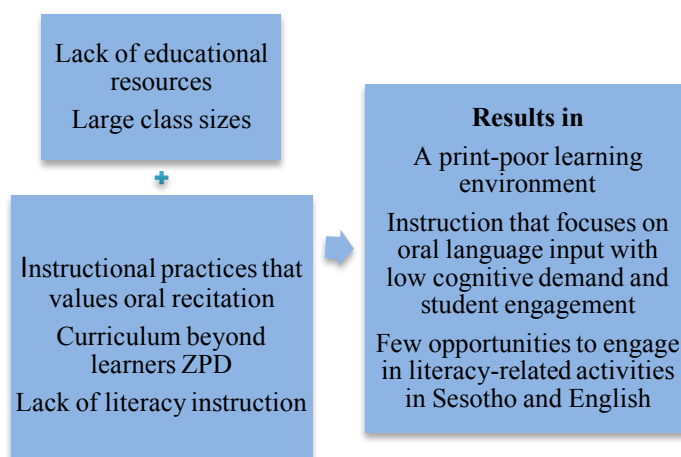 Lack of educational
resources
Large class sizes
+
Instructional practices that
values oral recitation
Curriculum beyond
learners ZPD
Lack of literacy instruction
Results in
A print-poor learning
environment
Instruction that focuses on
oral language input with
low cognitive demand and
student engagement
Few opportunities to engage
in literacy-related activities
in Sesotho and English